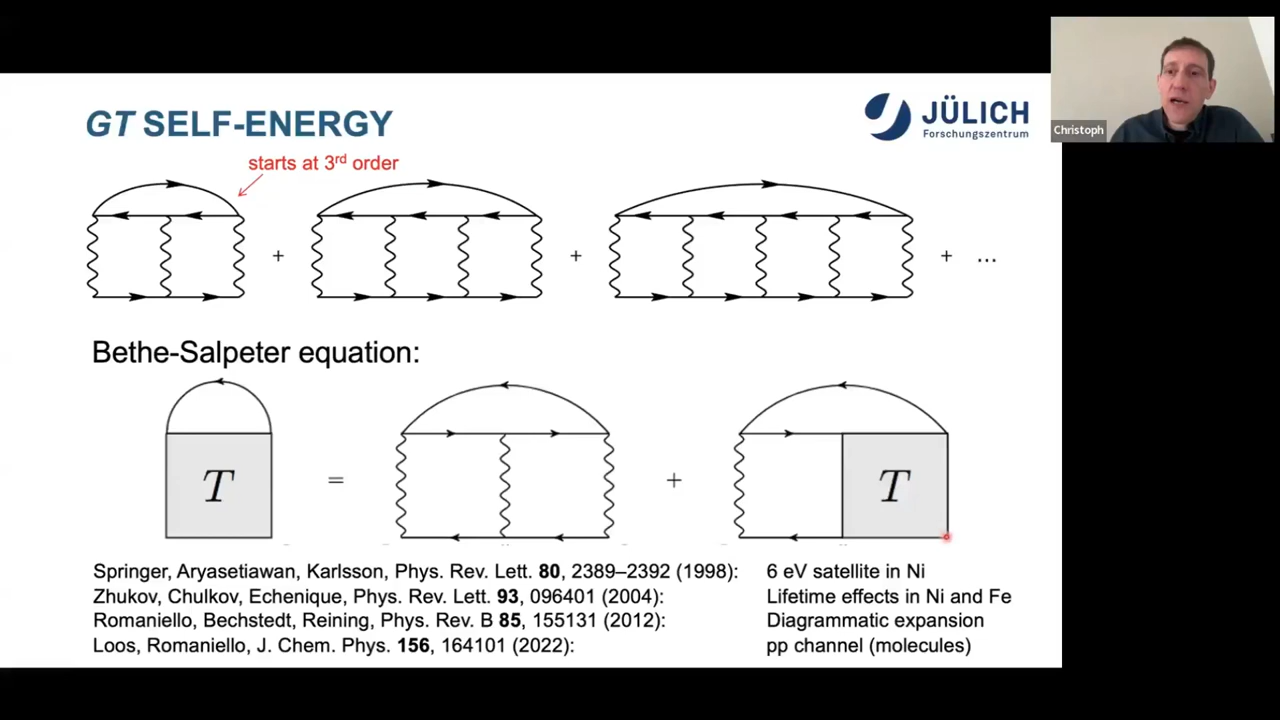 GT SELF-ENERGY
JÜLICH
Forschungszentrum
Christoph
starts at 3rd order
+ + + ...
Bethe-Salpeter equation:
T = + T
Springer, Aryasetiawan, Karlsson, Phys. Rev. Lett. 80, 2389–2392 (1998): 6 eV satellite in Ni
Zhukov, Chulkov, Echenique, Phys. Rev. Lett. 93, 096401 (2004): Lifetime effects in Ni and Fe
Romaniello, Bechstedt, Reining, Phys. Rev. B 85, 155131 (2012): Diagrammatic expansion
Loos, Romaniello, J. Chem. Phys. 156, 164101 (2022): pp channel (molecules)